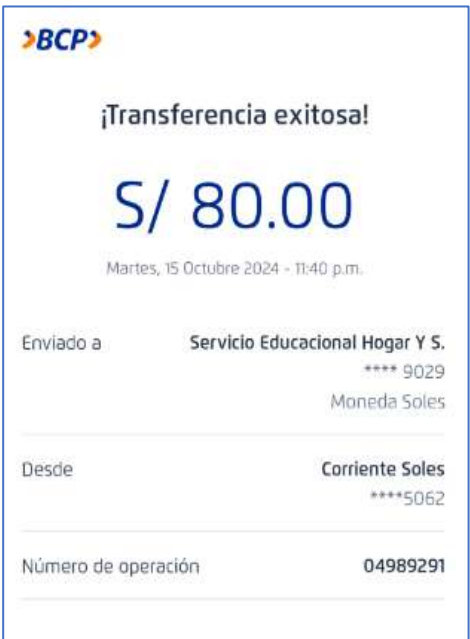 BCP
¡Transferencia exitosa!
S/ 80.00
Martes, 15 Octubre 2024 - 11:40 p.m.
Enviado a Servicio Educacional Hogar Y S.
**** 9029
Moneda Soles
Desde Corriente Soles
****5062
Número de operación 04989291